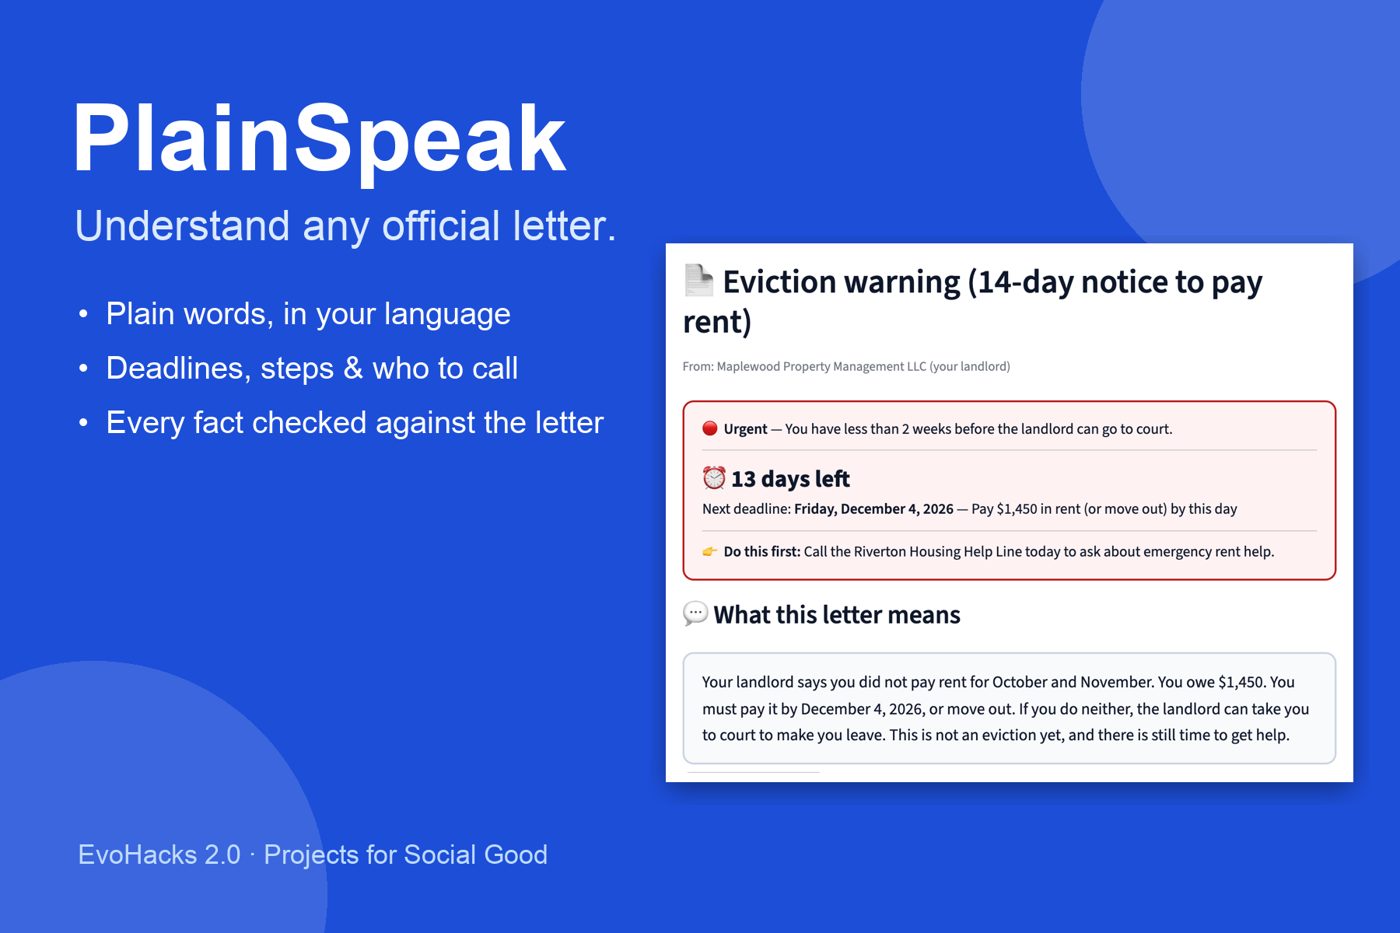 PlainSpeak
Understand any official letter.
• Plain words, in your language
• Deadlines, steps & who to call
• Every fact checked against the letter
Eviction warning (14-day notice to pay
rent)
From: Maplewood Property Management LLC (your landlord)
Urgent — You have less than 2 weeks before the landlord can go to court.
13 days left
Next deadline: Friday, December 4, 2026 — Pay $1,450 in rent (or move out) by this day
Do this first: Call the Riverton Housing Help Line today to ask about emergency rent help.
What this letter means
Your landlord says you did not pay rent for October and November. You owe $1,450. You
must pay it by December 4, 2026, or move out. If you do neither, the landlord can take you
to court to make you leave. This is not an eviction yet, and there is still time to get help.
EvoHacks 2.0 · Projects for Social Good